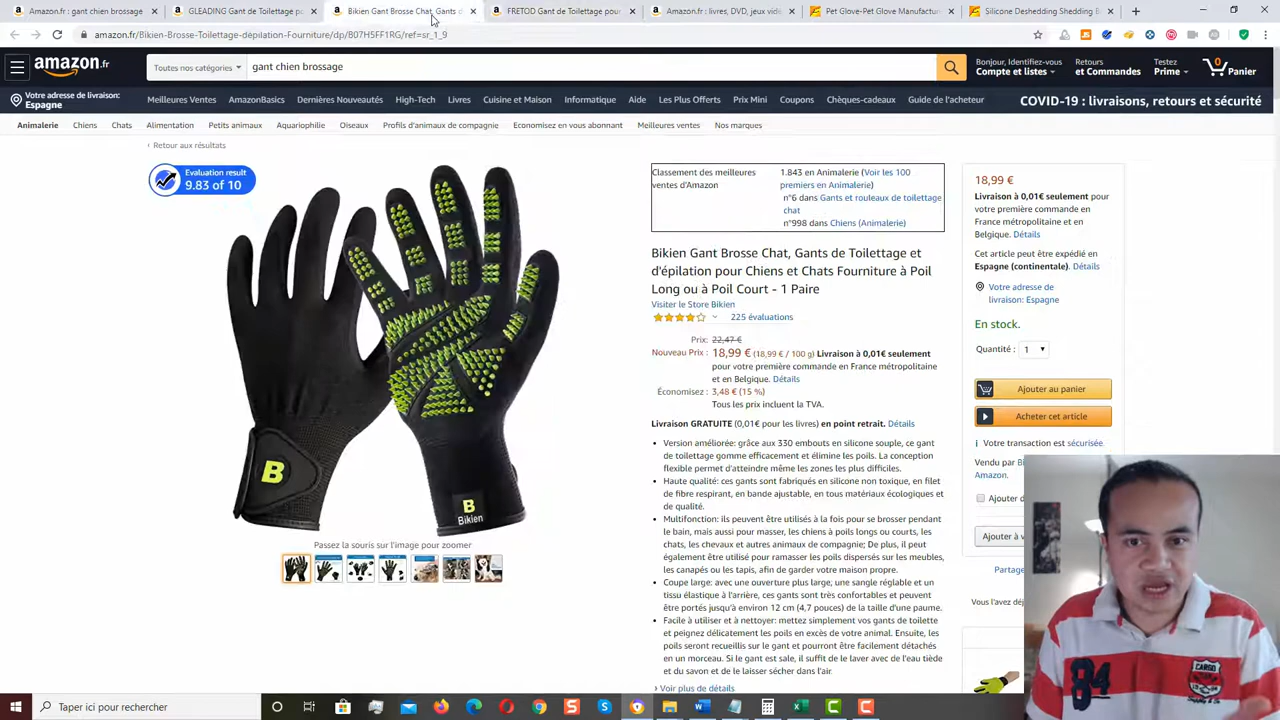 Amazon.fr : gant chien brossage
GLEADING Gant de Toilettage po
Bikien Gant Brosse Chat, Gants d
FRETOD Gant de Toilettage pour
Amazon.fr : livres, DVD, jeux vidé
Pet Glove-Pet Glove Manufactur
Silicone Deshedding Shedding B
amazon.fr/Bikien-Brosse-Toilettage-dépilation-Fourniture/dp/B07H5FF1RG/ref=sr_1_9
amazon.fr
Toutes nos catégories
gant chien brossage
Bonjour, Identifiez-vous
Compte et listes
Retours
et Commandes
Testez
Prime
0
Panier
Votre adresse de livraison:
Espagne
Meilleures Ventes
AmazonBasics
Dernières Nouveautés
High-Tech
Livres
Cuisine et Maison
Informatique
Aide
Les Plus Offerts
Prix Mini
Coupons
Chèques-cadeaux
Guide de l'acheteur
COVID-19 : livraisons, retours et sécurité
Animalerie
Chiens
Chats
Alimentation
Petits animaux
Aquariophilie
Oiseaux
Profils d'animaux de compagnie
Economisez en vous abonnant
Meilleures ventes
Nos marques
‹ Retour aux résultats
Evaluation result
9.83 of 10
B
B
Bikien
Passez la souris sur l'image pour zoomer
Classement des meilleures
ventes d'Amazon
1.843 en Animalerie (Voir les 100
premiers en Animalerie)
n°6 dans Gants et rouleaux de toilettage
chat
n°998 dans Chiens (Animalerie)
Bikien Gant Brosse Chat, Gants de Toilettage et
d'épilation pour Chiens et Chats Fourniture à Poil
Long ou à Poil Court - 1 Paire
Visiter le Store Bikien
225 évaluations
Prix: 22,47 €
Nouveau Prix : 18,99 € (18,99 € / 100 g) Livraison à 0,01€ seulement
pour votre première commande en France métropolitaine
et en Belgique. Détails
Économisez : 3,48 € (15 %)
Tous les prix incluent la TVA.
Livraison GRATUITE (0,01€ pour les livres) en point retrait. Détails
• Version améliorée: grâce aux 330 embouts en silicone souple, ce gant
de toilettage gomme efficacement et élimine les poils. La conception
flexible permet d'atteindre même les zones les plus difficiles.
• Haute qualité: ces gants sont fabriqués en silicone non toxique, en filet
de fibre respirant, en bande ajustable, en tous matériaux écologiques et
de qualité.
• Multifonction: ils peuvent être utilisés à la fois pour se brosser pendant
le bain, mais aussi pour masser, les chiens à poils longs ou courts, les
chats, les chevaux et autres animaux de compagnie; De plus, il peut
également être utilisé pour ramasser les poils dispersés sur les meubles,
les canapés ou les tapis, afin de garder votre maison propre.
• Coupe large: avec une ouverture plus large, une sangle réglable et un
tissu élastique à l'arrière, ces gants sont très confortables et peuvent
être portés jusqu'à environ 12 cm (4,7 pouces) de la taille d'une paume.
• Facile à utiliser et à nettoyer: mettez simplement vos gants de toilette
et peignez délicatement les poils en excès de votre animal. Ensuite, les
poils seront recueillis sur le gant et pourront être facilement détachés
en un morceau. Si le gant est sale, il suffit de le laver avec de l'eau tiède
et du savon et de le laisser sécher dans l'air.
› Voir plus de détails
18,99 €
Livraison à 0,01€ seulement pour
votre première commande en
France métropolitaine et en
Belgique. Détails
Cet article peut être expédié en
Espagne (continentale). Détails
Votre adresse de
livraison: Espagne
En stock.
Quantité : 1
Ajouter au panier
Acheter cet article
Votre transaction est sécurisée.
Vendu par Bi
Amazon.
Ajouter d
Ajouter à v
Partage
Vous l'avez déj
84
CARGO
Taper ici pour rechercher